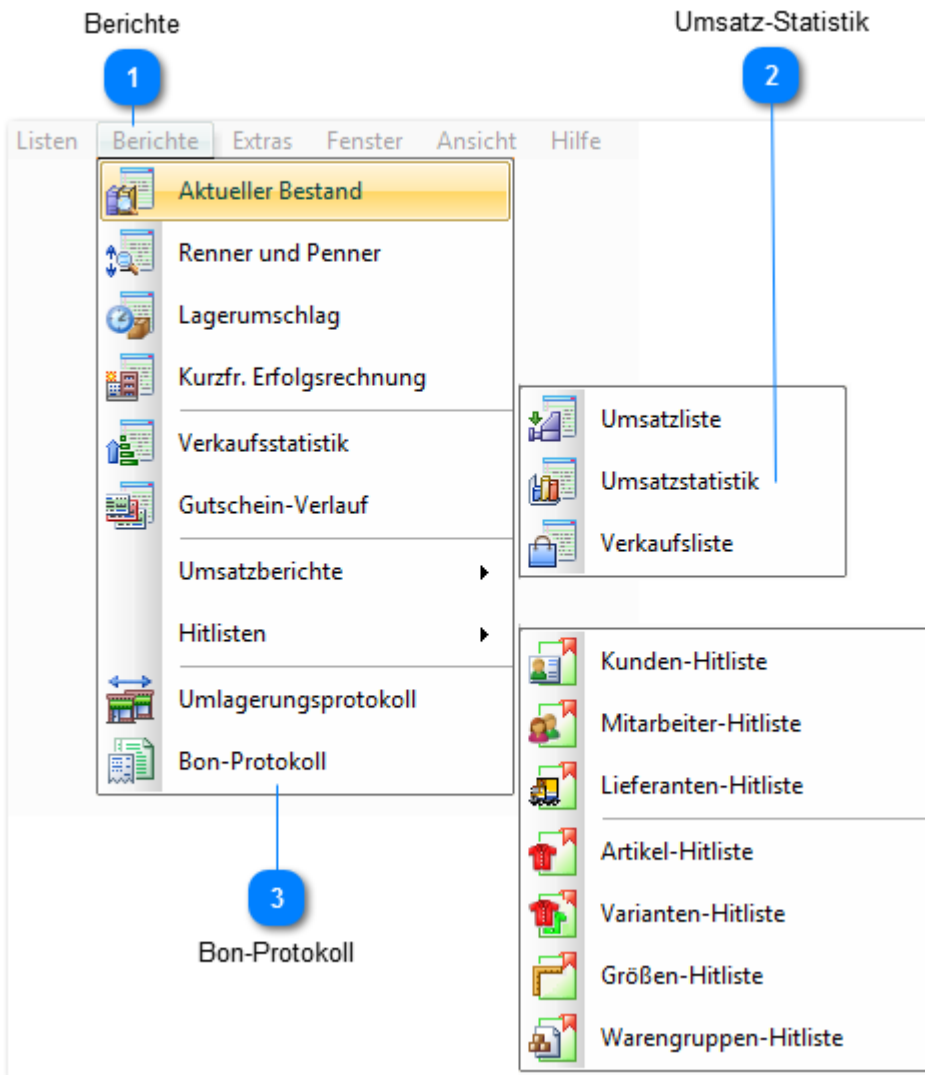 Berichte
Umsatz-Statistik
1
2
Listen Berichte Extras Fenster Ansicht Hilfe
Aktueller Bestand
Renner und Penner
Lagerumschlag
Kurzfr. Erfolgsrechnung
Verkaufsstatistik
Gutschein-Verlauf
Umsatzberichte
Hitlisten
Umlagerungsprotokoll
Bon-Protokoll
Umsatzliste
Umsatzstatistik
Verkaufsliste
Kunden-Hitliste
Mitarbeiter-Hitliste
Lieferanten-Hitliste
Artikel-Hitliste
Varianten-Hitliste
Größen-Hitliste
Warengruppen-Hitliste
3
Bon-Protokoll